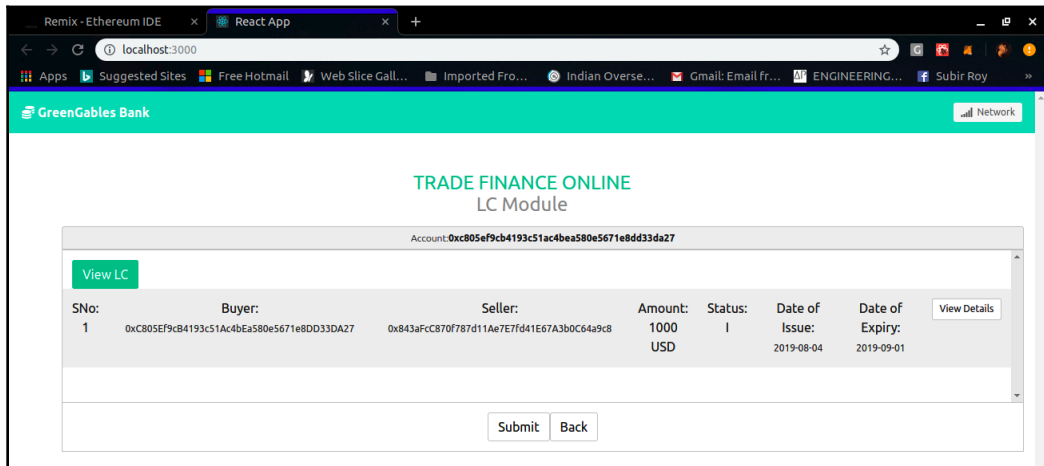 Remix - Ethereum IDE × React App × +
localhost:3000
Apps Suggested Sites Free Hotmail Web Slice Gall... Imported Fro... Indian Overse... Gmail: Email fr... ENGINEERING... Subir Roy »
GreenGables Bank Network
TRADE FINANCE ONLINE
LC Module
Account:0xc805ef9cb4193c51ac4bea580e5671e8dd33da27
View LC
SNo: Buyer: Seller: Amount: Status: Date of Date of View Details
1 0xC805Ef9cB4193c51Ac4bEa580e5671e8DD33DA27 0x843aFcC870f787d11Ae7E7fd41E67A3b0C64a9c8 1000 I Issue: Expiry:
USD 2019-08-04 2019-09-01
Submit Back